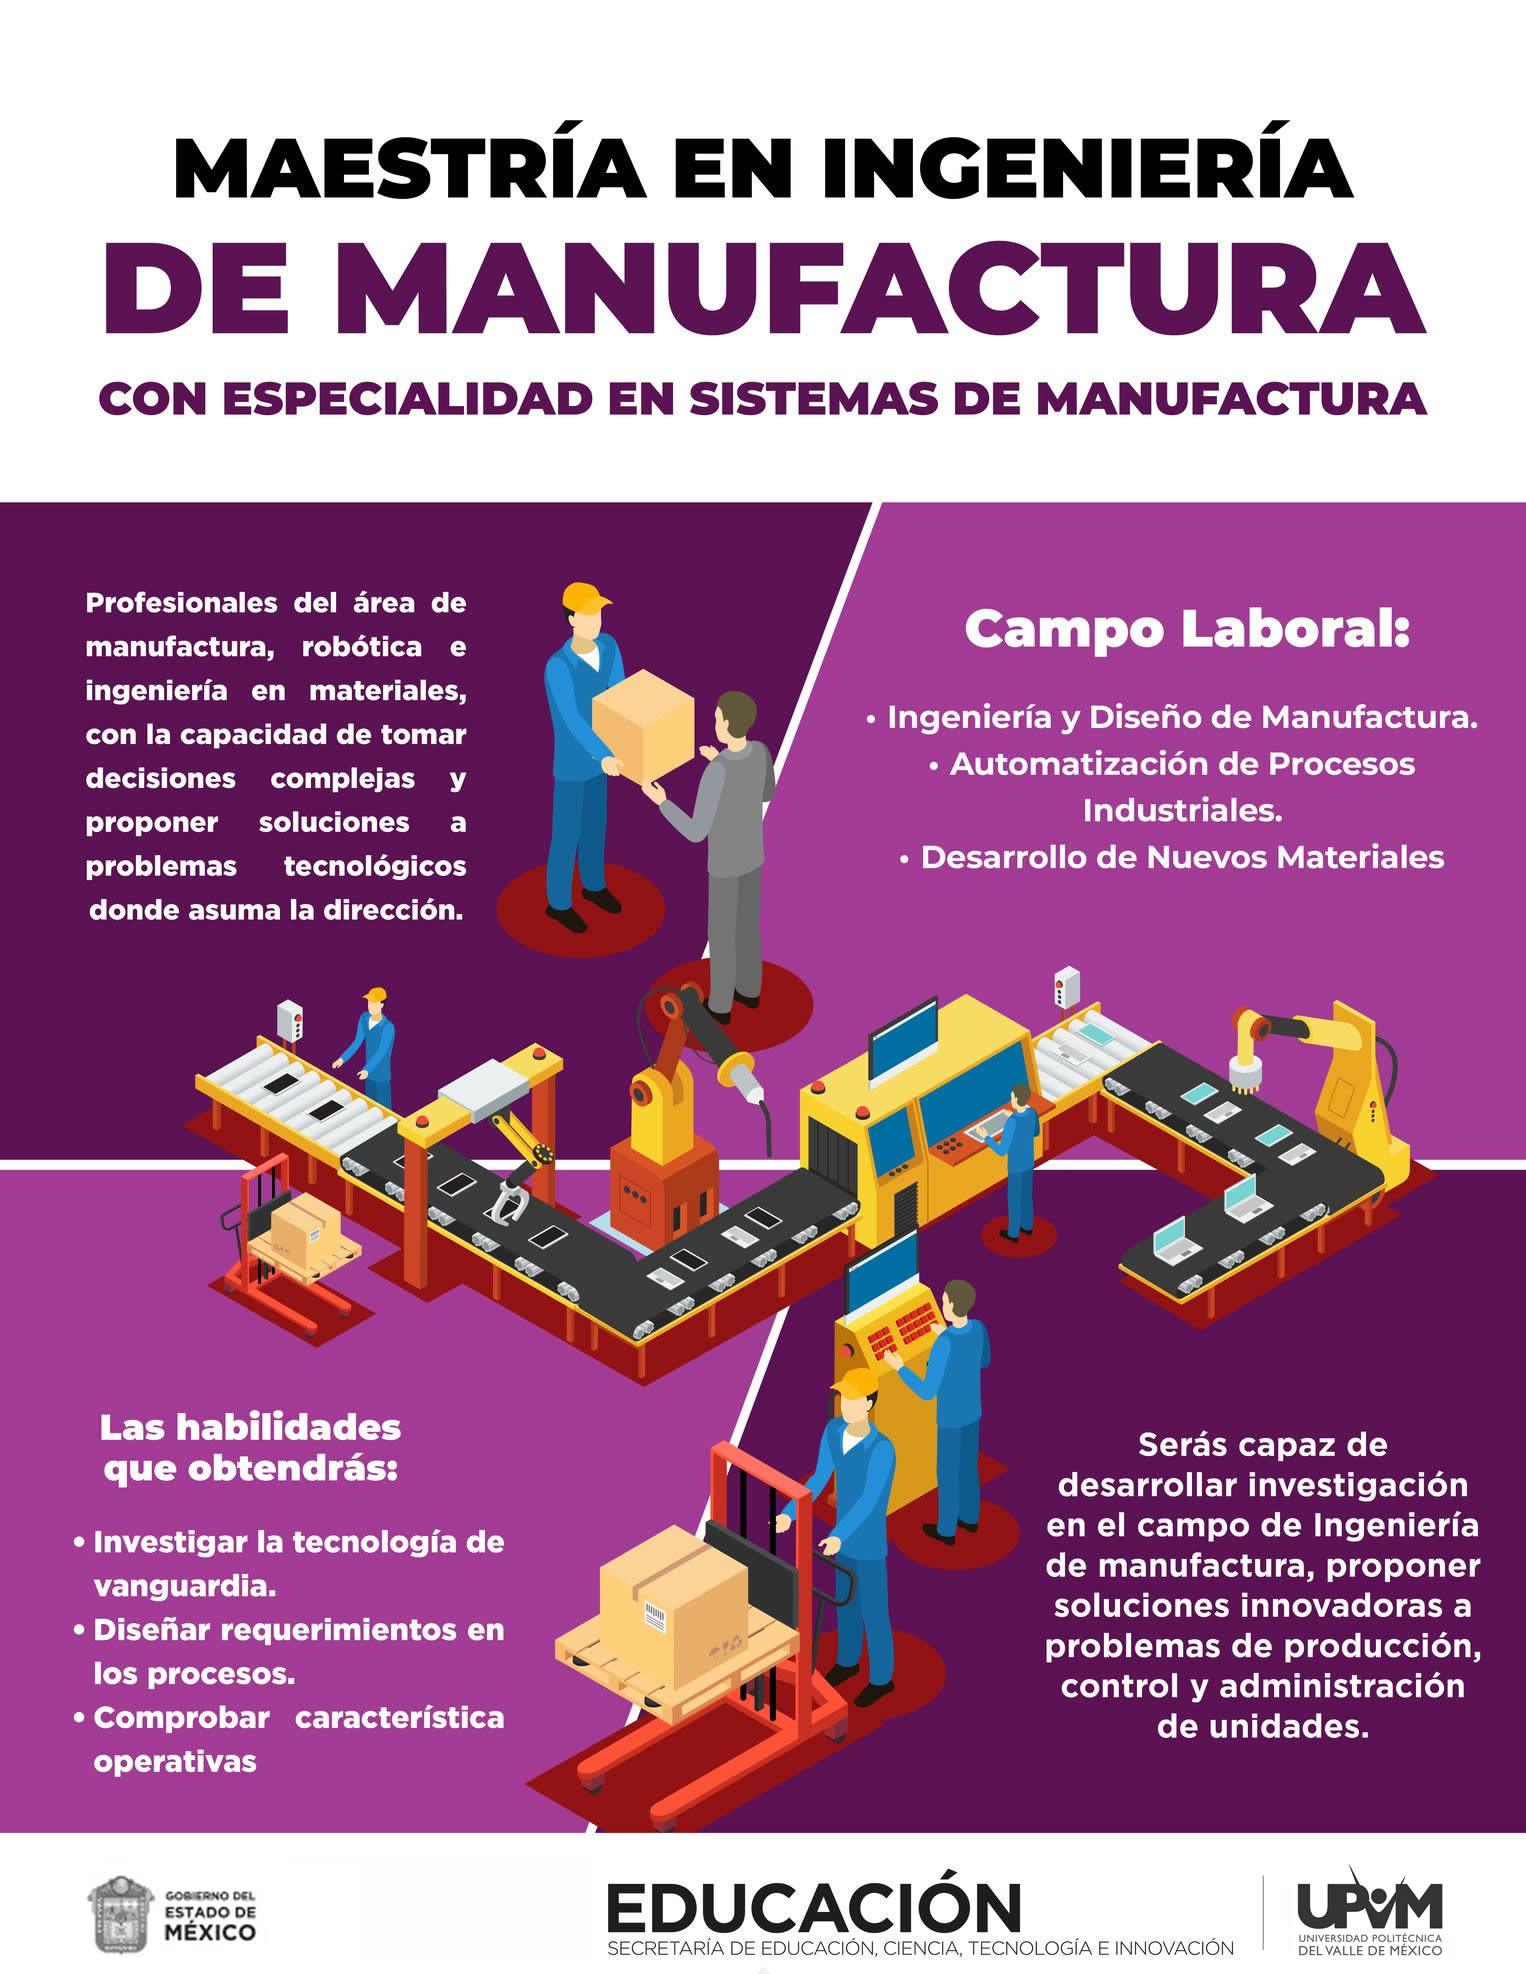 MAESTRÍA EN INGENIERÍA
DE MANUFACTURA
CON ESPECIALIDAD EN SISTEMAS DE MANUFACTURA
Profesionales del área de
manufactura, robótica e
ingeniería en materiales,
con la capacidad de tomar
decisiones complejas y
proponer soluciones a
problemas tecnológicos
donde asuma la dirección.
Campo Laboral:
• Ingeniería y Diseño de Manufactura.
• Automatización de Procesos
Industriales.
• Desarrollo de Nuevos Materiales
Las habilidades
que obtendrás:
• Investigar la tecnología de
vanguardia.
• Diseñar requerimientos en
los procesos.
• Comprobar característica
operativas
Serás capaz de
desarrollar investigación
en el campo de Ingeniería
de manufactura, proponer
soluciones innovadoras a
problemas de producción,
control y administración
de unidades.
GOBIERNO DEL
ESTADO DE
MÉXICO
EDUCACIÓN
SECRETARÍA DE EDUCACIÓN, CIENCIA, TECNOLOGÍA E INNOVACIÓN
UPVM
UNIVERSIDAD POLITÉCNICA
DEL VALLE DE MÉXICO